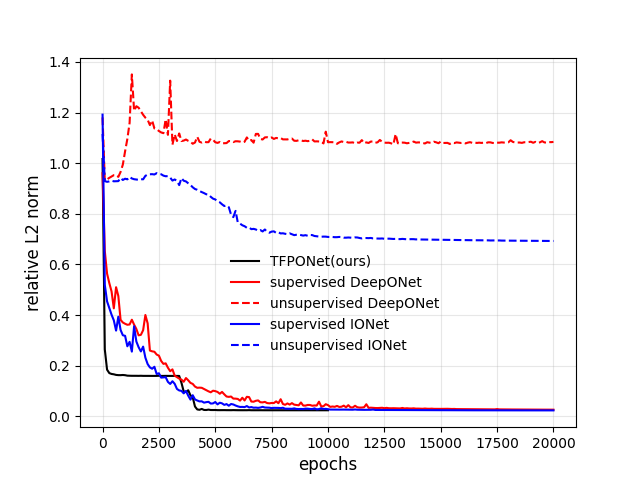 1.4
1.2
1.0
0.8
0.6
0.4
0.2
0.0
relative L2 norm
TFPONet(ours)
supervised DeepONet
unsupervised DeepONet
supervised IONet
unsupervised IONet
0 2500 5000 7500 10000 12500 15000 17500 20000
epochs